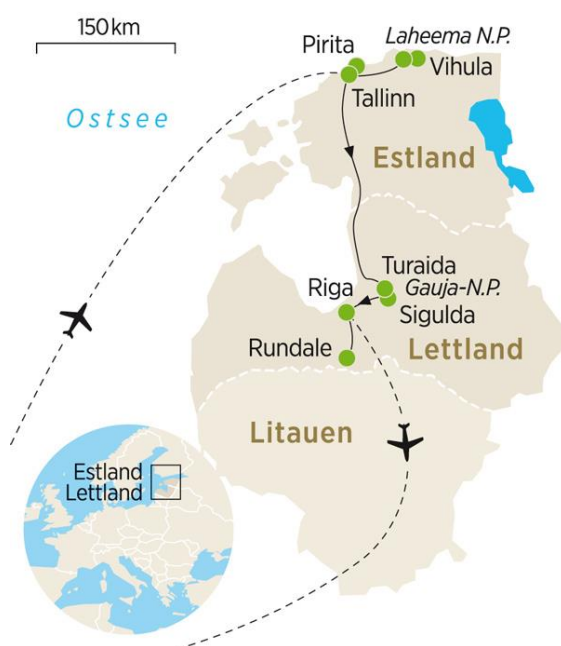 150 km
Laheema N.P.
Pirita
Vihula
Tallinn
Ostsee
Estland
Turaida
Riga
Gauja-N.P.
Sigulda
Rundale
Lettland
Litauen
Estland
Lettland